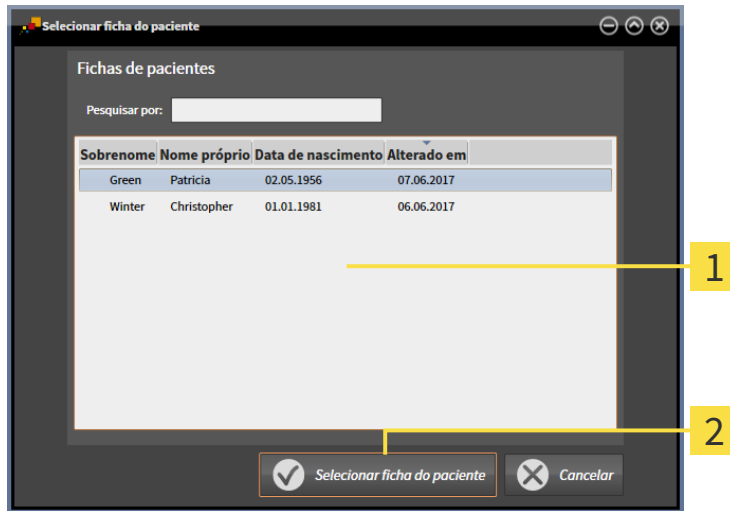 Selecionar ficha do paciente
Fichas de pacientes
Pesquisar por:
Sobrenome Nome próprio Data de nascimento Alterado em
Green Patricia 02.05.1956 07.06.2017
Winter Christopher 01.01.1981 06.06.2017
1
2
Selecionar ficha do paciente Cancelar